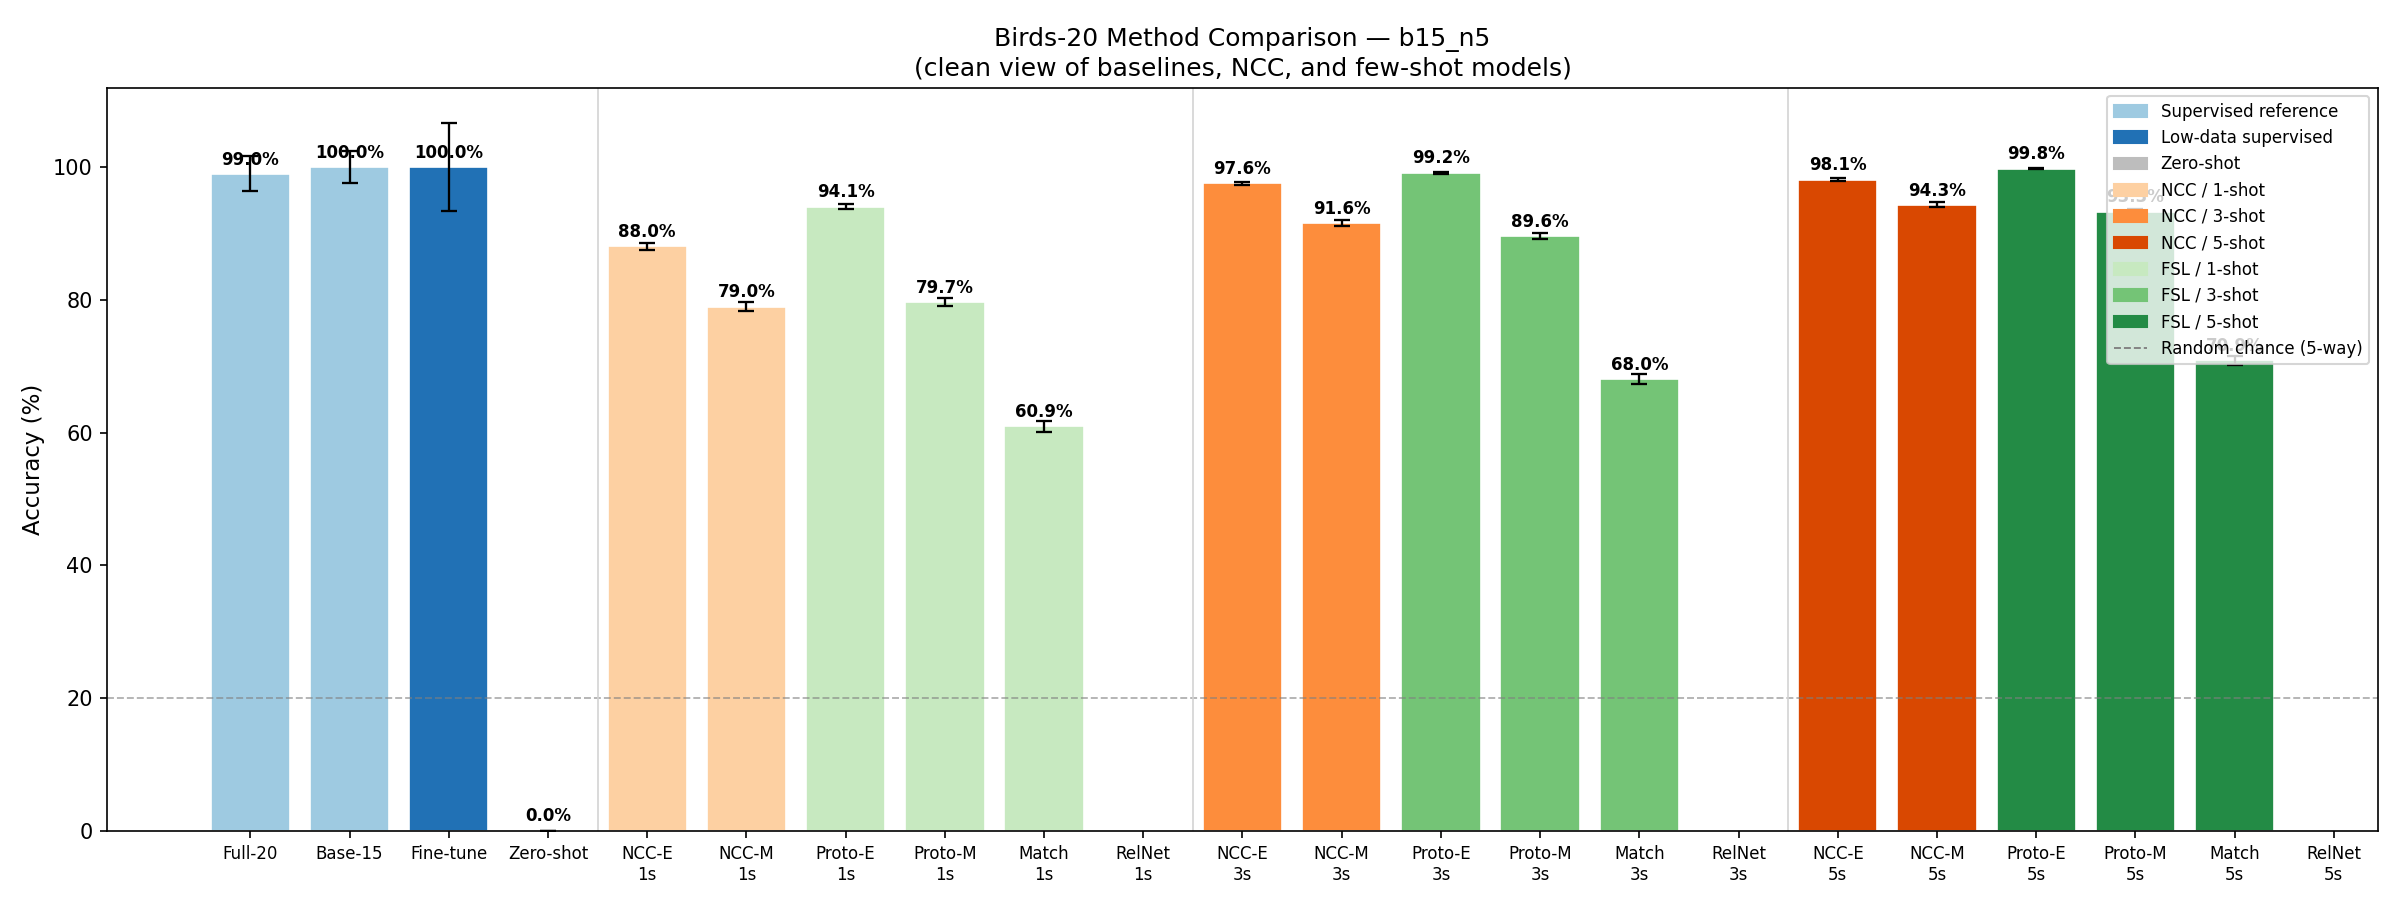 Birds-20 Method Comparison — b15_n5
(clean view of baselines, NCC, and few-shot models)
Accuracy (%)
100
80
60
40
20
0
99.0%
100.0%
100.0%
0.0%
88.0%
79.0%
94.1%
79.7%
60.9%
97.6%
91.6%
99.2%
89.6%
68.0%
98.1%
94.3%
99.8%
Supervised reference
Low-data supervised
Zero-shot
NCC / 1-shot
NCC / 3-shot
NCC / 5-shot
FSL / 1-shot
FSL / 3-shot
FSL / 5-shot
Random chance (5-way)
Full-20
Base-15
Fine-tune
Zero-shot
NCC-E
1s
NCC-M
1s
Proto-E
1s
Proto-M
1s
Match
1s
RelNet
1s
NCC-E
3s
NCC-M
3s
Proto-E
3s
Proto-M
3s
Match
3s
RelNet
3s
NCC-E
5s
NCC-M
5s
Proto-E
5s
Proto-M
5s
Match
5s
RelNet
5s